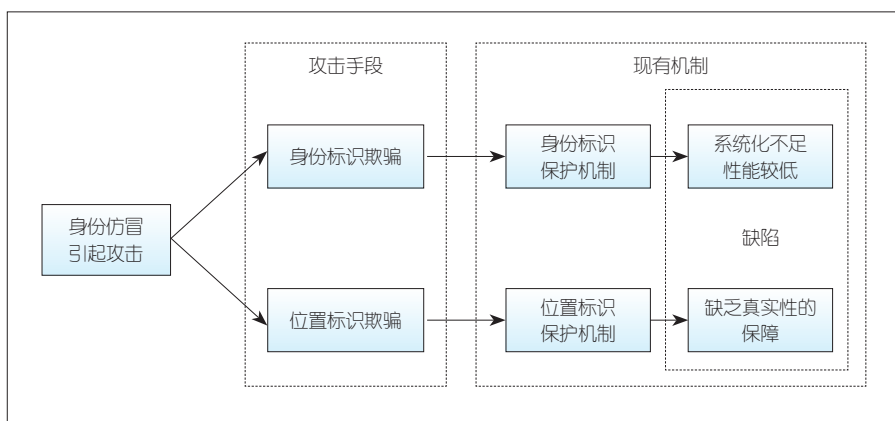 攻击手段
现有机制
身份标识欺骗
身份标识
保护机制
系统化不足
性能较低
身份仿冒
引起攻击
缺陷
位置标识欺骗
位置标识
保护机制
缺乏真实性的
保障